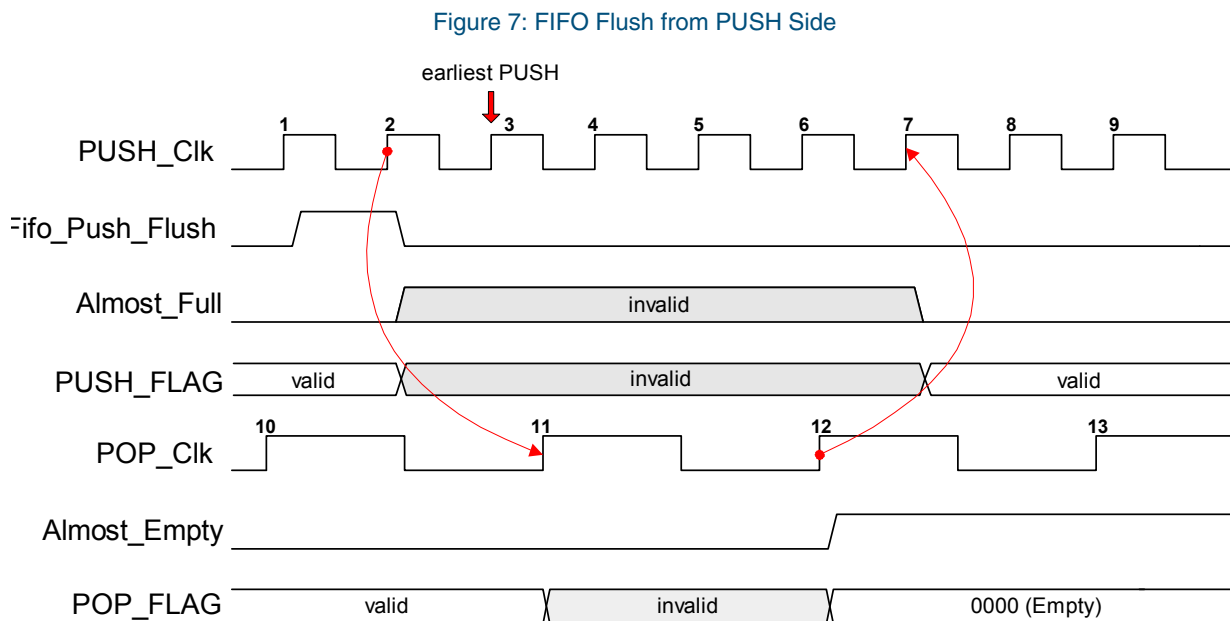 Figure 7: FIFO Flush from PUSH Side
earliest PUSH
1 2 3 4 5 6 7 8 9
PUSH_Clk
Fifo_Push_Flush
Almost_Full
invalid
PUSH_FLAG
valid invalid valid
10 11 12 13
POP_Clk
Almost_Empty
POP_FLAG
valid invalid 0000 (Empty)